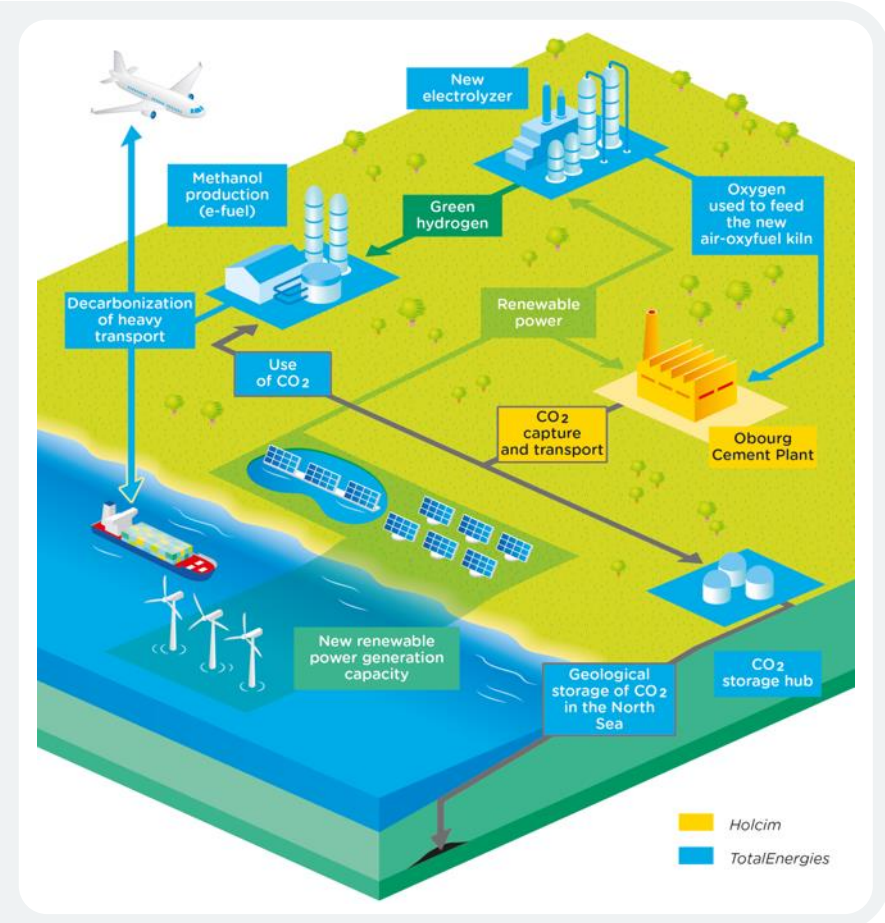 New
electrolyzer
Methanol
production
(e-fuel)
Green
hydrogen
Oxygen
used to feed
the new
air-oxyfuel kiln
Decarbonization
of heavy
transport
Renewable
power
Use
of CO2
CO2
capture
and transport
Obourg
Cement Plant
New renewable
power generation
capacity
Geological
storage of CO2
in the North
Sea
CO2
storage hub
Holcim
TotalEnergies